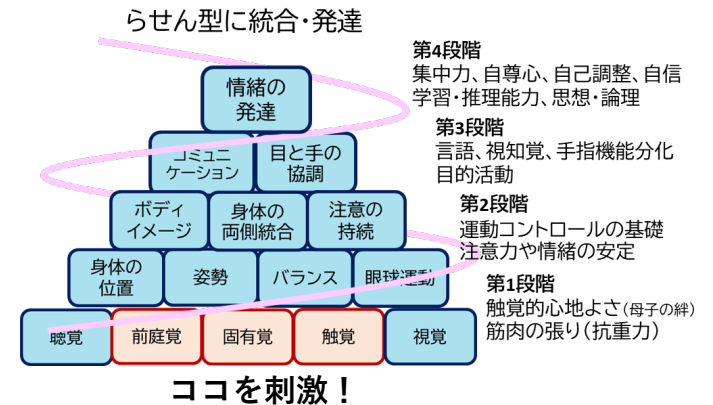 らせん型に統合・発達
情緒の
発達
コミュニ
ケーション
目と手の
協調
ボディ
イメージ
身体の
両側統合
注意の
持続
身体の
位置
姿勢
バランス
眼球運動
聴覚
前庭覚
固有覚
触覚
視覚
ココを刺激！
第4段階
集中力、自尊心、自己調整、自信
学習・推理能力、思想・論理
第3段階
言語、視知覚、手指機能分化
目的活動
第2段階
運動コントロールの基礎
注意力や情緒の安定
第1段階
触覚的心地よさ（母子の絆）
筋肉の張り（抗重力）